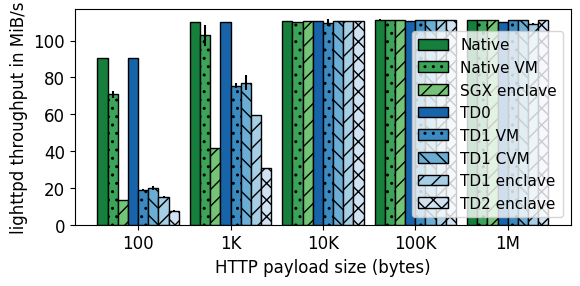 lighttpd throughput in MiB/s
100
80
60
40
20
0
Native
Native VM
SGX enclave
TD0
TD1 VM
TD1 CVM
TD1 enclave
TD2 enclave
100 1K 10K 100K 1M
HTTP payload size (bytes)